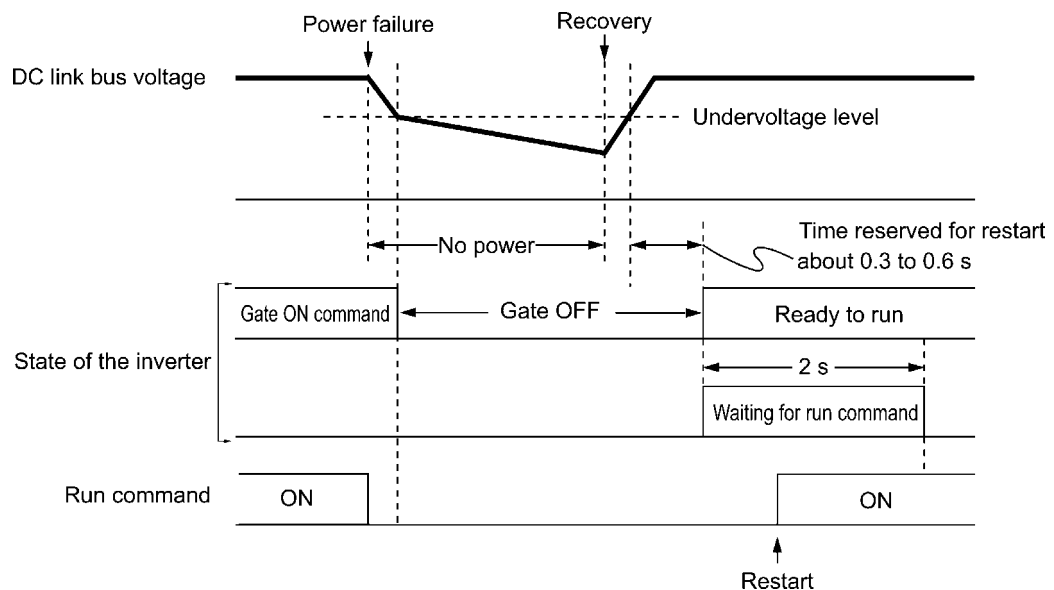 Power failure
Recovery
DC link bus voltage
Undervoltage level
No power
Time reserved for restart
about 0.3 to 0.6 s
Gate ON command
Gate OFF
Ready to run
State of the inverter
2 s
Waiting for run command
Run command
ON
ON
Restart